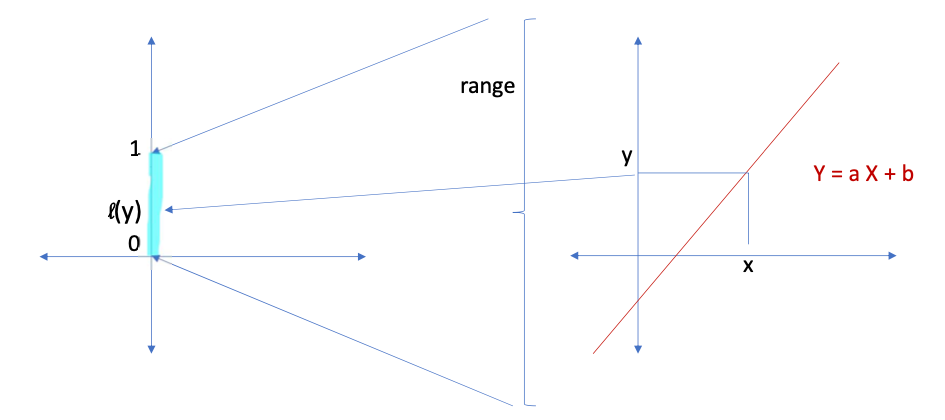 range
1
y
Y = a X + b
ℓ(y)
0
x